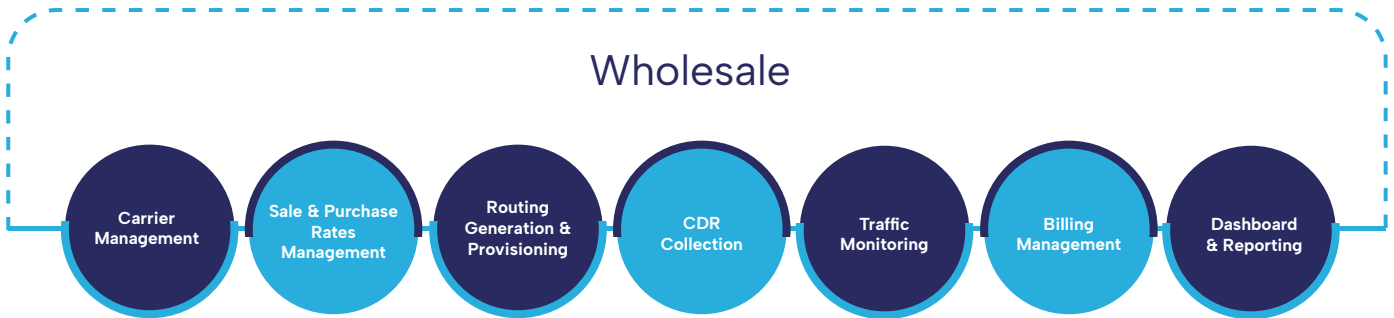 Wholesale
Carrier
Management
Sale & Purchase
Rates
Management
Routing
Generation &
Provisioning
CDR
Collection
Traffic
Monitoring
Billing
Management
Dashboard
& Reporting